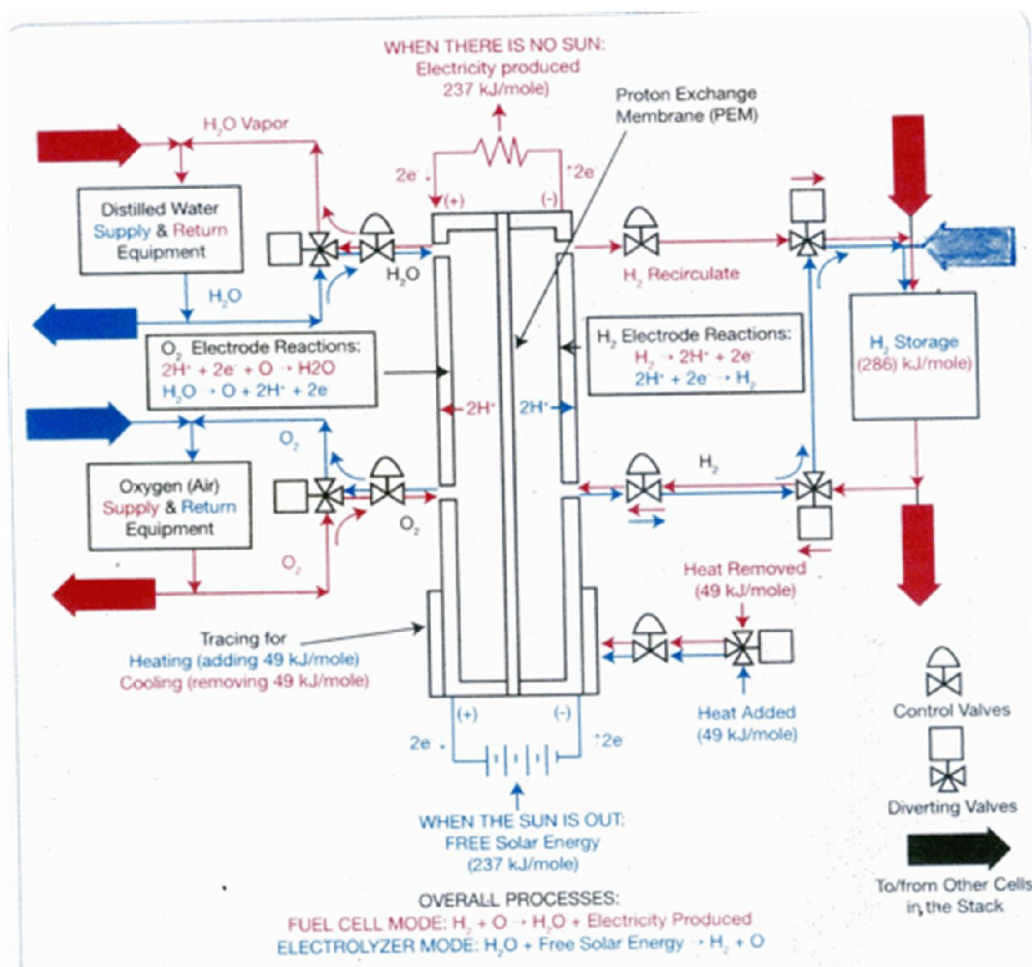 WHEN THERE IS NO SUN:
Electricity produced
237 kJ/mole)
Proton Exchange
Membrane (PEM)
H₂O Vapor
2e⁻
2e⁻
(+)
(-)
Distilled Water
Supply & Return
Equipment
H₂O
H₂O
H₂ Recirculate
O₂ Electrode Reactions:
2H⁺ + 2e⁻ + O → H2O
H₂O → O + 2H⁺ + 2e
H₂ Electrode Reactions:
H₂ → 2H⁺ + 2e⁻
2H⁺ + 2e⁻ → H₂
H₂ Storage
(286) kJ/mole)
2H⁺
2H⁺
O₂
H₂
Oxygen (Air)
Supply & Return
Equipment
O₂
O₂
Heat Removed
(49 kJ/mole)
Tracing for
Heating (adding 49 kJ/mole)
Cooling (removing 49 kJ/mole)
Heat Added
(49 kJ/mole)
Control Valves
(+)
(-)
2e
2e
Diverting Valves
WHEN THE SUN IS OUT:
FREE Solar Energy
(237 kJ/mole)
To/from Other Cells
in the Stack
OVERALL PROCESSES:
FUEL CELL MODE: H₂ + O → H₂O + Electricity Produced
ELECTROLYZER MODE: H₂O + Free Solar Energy → H₂ + O